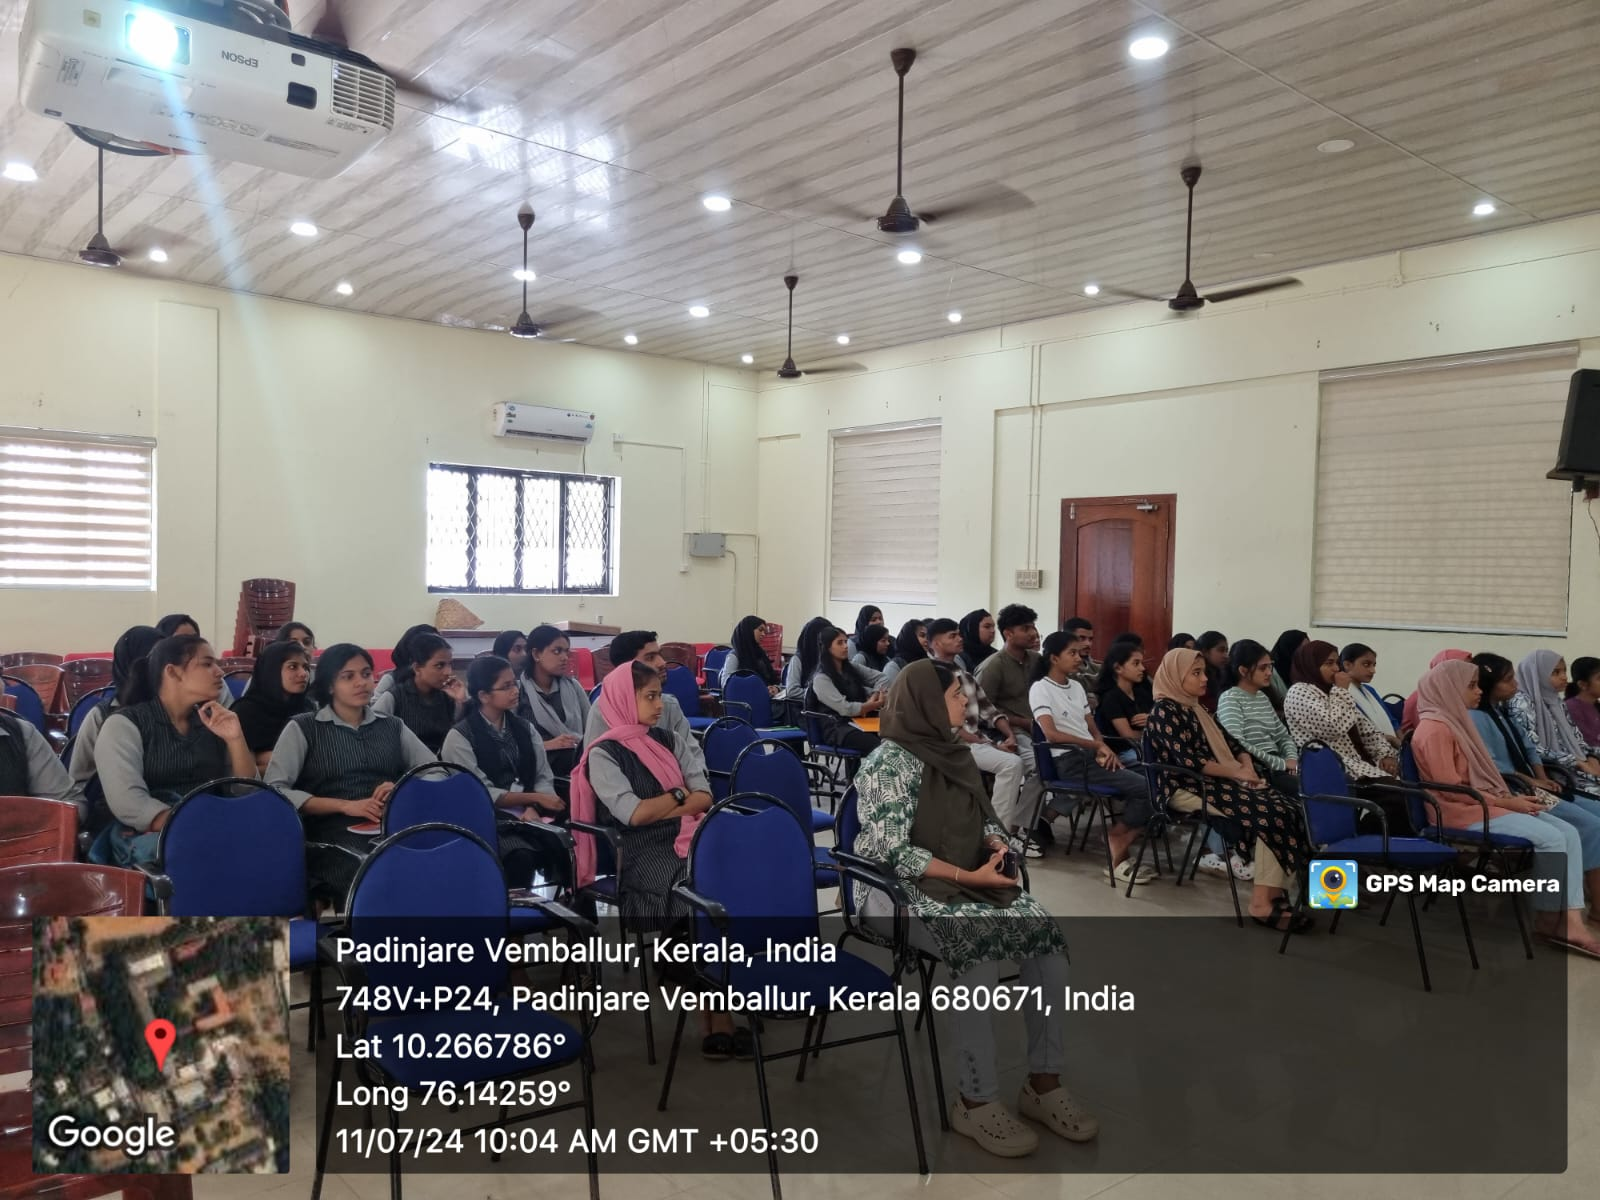 EPSON
GPS Map Camera
Padinjare Vemballur, Kerala, India
748V+P24, Padinjare Vemballur, Kerala 680671, India
Lat 10.266786°
Long 76.14259°
11/07/24 10:04 AM GMT +05:30
Google